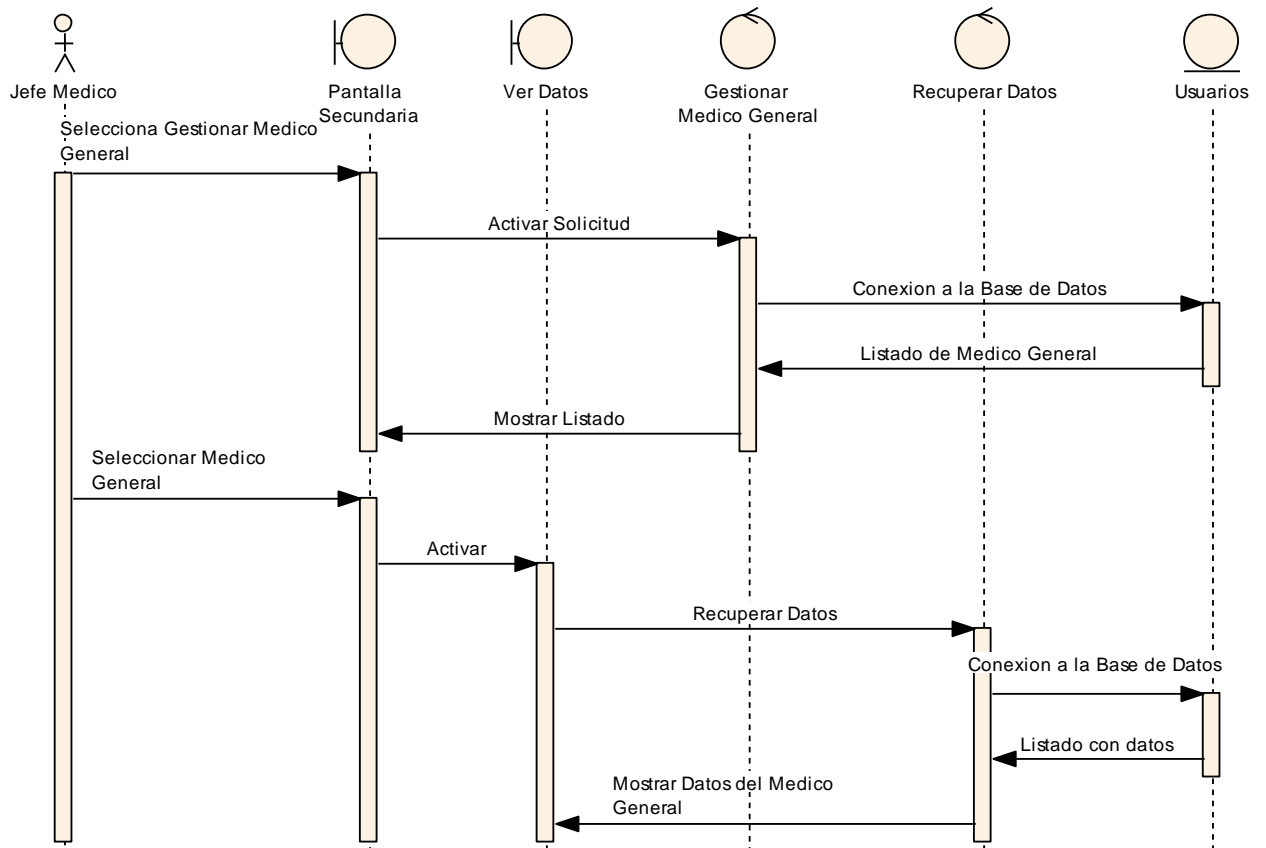 Jefe Medico
Pantalla
Secundaria
Ver Datos
Gestionar
Medico General
Recuperar Datos
Usuarios
Selecciona Gestionar Medico
General
Activar Solicitud
Conexion a la Base de Datos
Listado de Medico General
Mostrar Listado
Seleccionar Medico
General
Activar
Recuperar Datos
Conexion a la Base de Datos
Listado con datos
Mostrar Datos del Medico
General